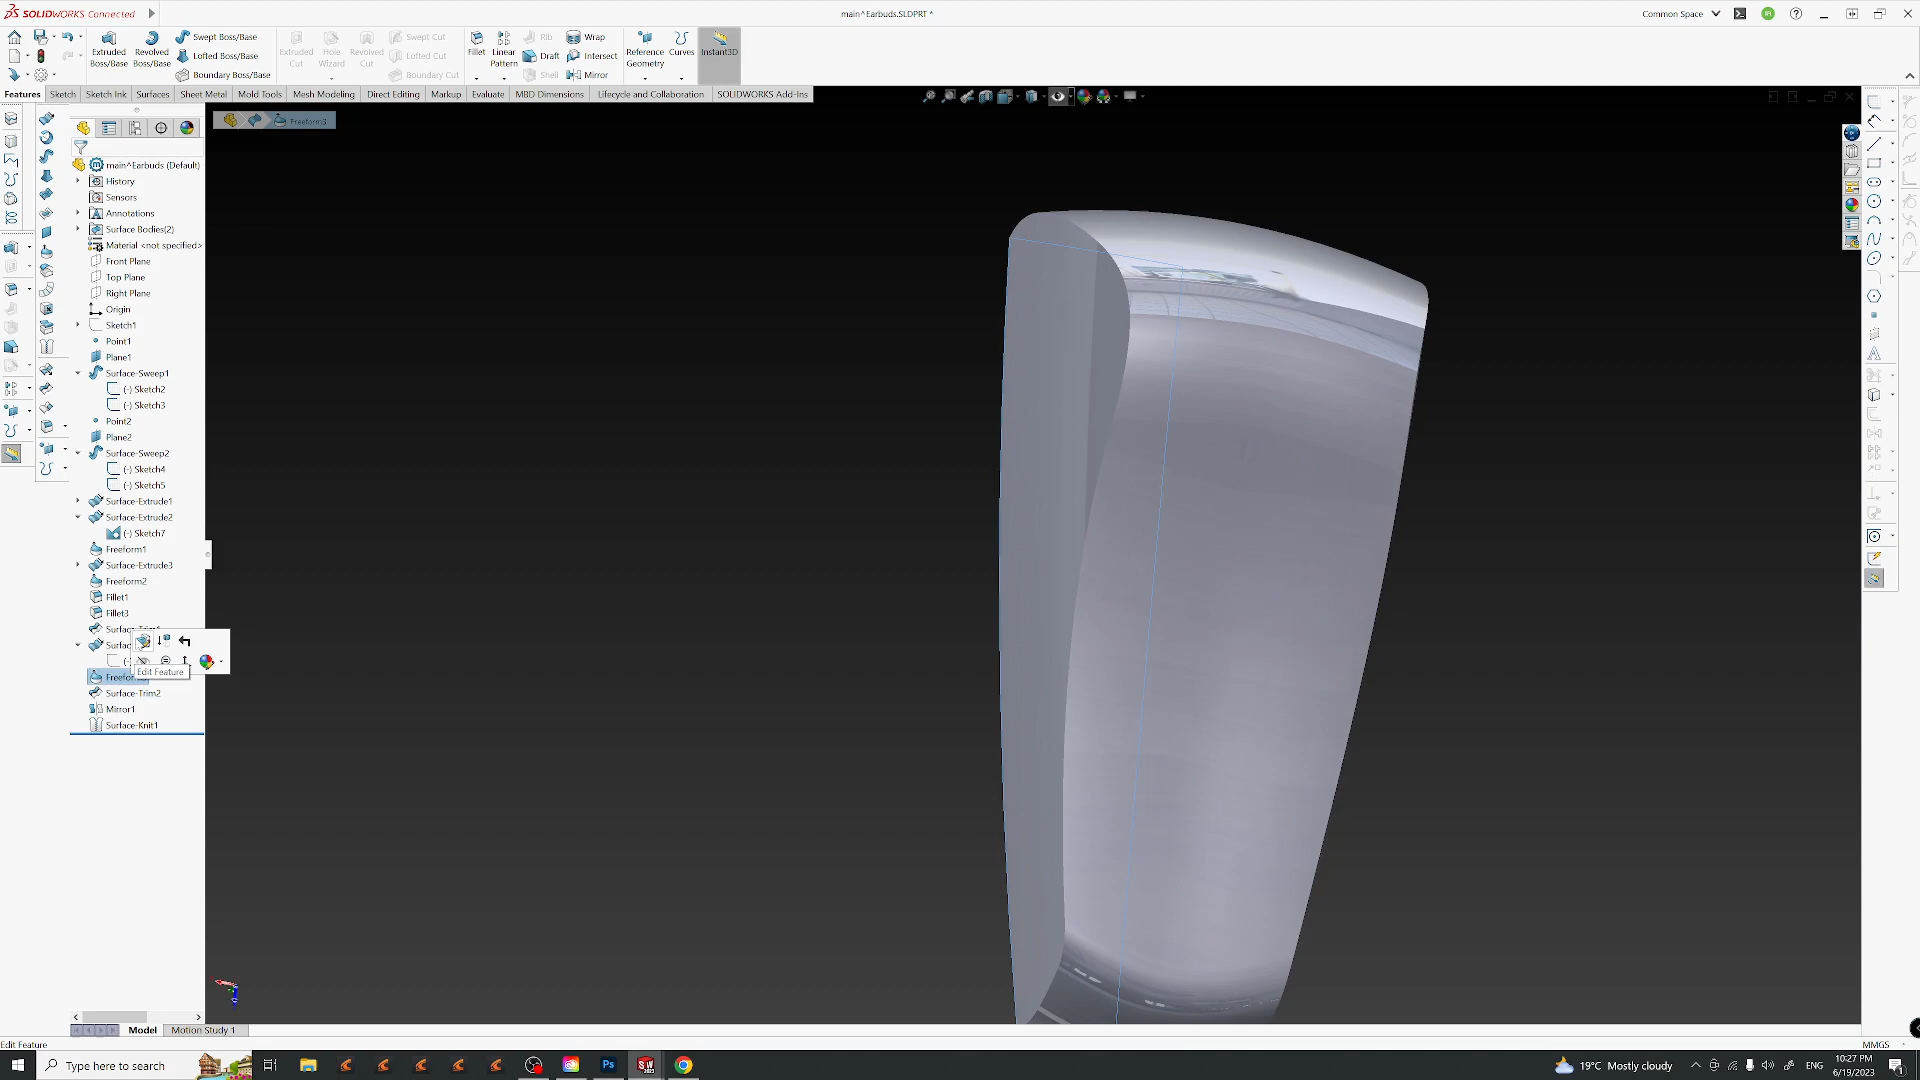 SOLIDWORKS Connected
main^Earbuds.SLDPRT *
Common Space
Extruded Boss/Base
Revolved Boss/Base
Swept Boss/Base
Lofted Boss/Base
Boundary Boss/Base
Extruded Cut
Hole Wizard
Revolved Cut
Swept Cut
Lofted Cut
Boundary Cut
Fillet
Linear Pattern
Rib
Draft
Shell
Wrap
Intersect
Mirror
Reference Geometry
Curves
Instant3D
Features
Sketch
Sketch Ink
Surfaces
Sheet Metal
Mold Tools
Mesh Modeling
Direct Editing
Markup
Evaluate
MBD Dimensions
Lifecycle and Collaboration
SOLIDWORKS Add-Ins
Freeform3
main^Earbuds (Default)
History
Sensors
Annotations
Surface Bodies(2)
Material <not specified>
Front Plane
Top Plane
Right Plane
Origin
Sketch1
Point1
Plane1
Surface-Sweep1
(-) Sketch2
(-) Sketch3
Point2
Plane2
Surface-Sweep2
(-) Sketch4
(-) Sketch5
Surface-Extrude1
Surface-Extrude2
(-) Sketch7
Freeform1
Surface-Extrude3
Freeform2
Fillet1
Fillet3
Edit Feature
Surface-Trim2
Mirror1
Surface-Knit1
Model
Motion Study 1
Edit Feature
MMGS
Type here to search
Ps
SW
19°C Mostly cloudy
ENG
10:27 PM
6/19/2023